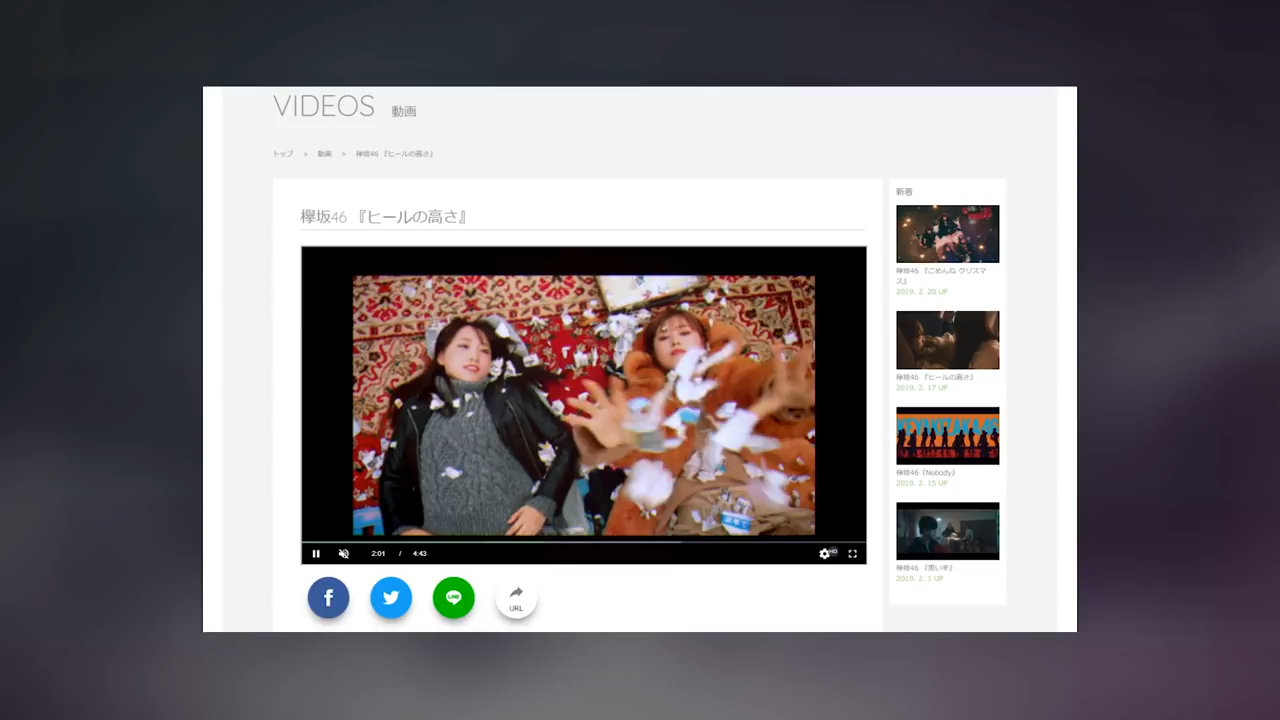 VIDEOS 動画
トップ > 動画 > 欅坂46 『ヒールの高さ』
欅坂46 『ヒールの高さ』
2:01 / 4:43
HD
LINE
URL
新着
欅坂46 『ごめんね クリスマ
ス』
2019. 2. 20 UP
欅坂46 『ヒールの高さ』
2019. 2. 17 UP
欅坂46『Nobody』
2019. 2. 15 UP
欅坂46 『黒い羊』
2019. 2. 1 UP